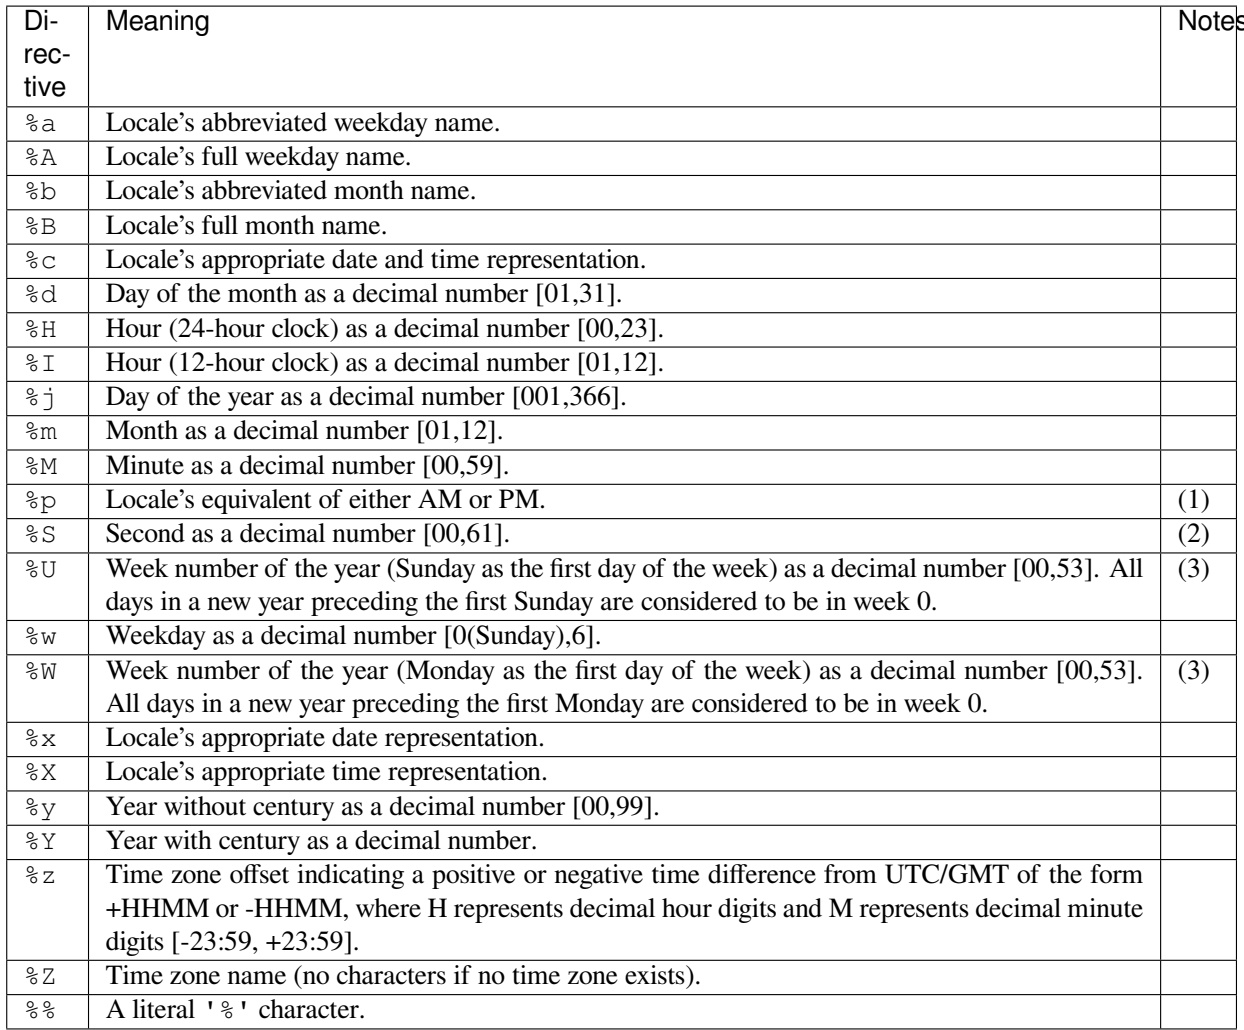 Di- Meaning Notes
rec-
tive
%a Locale's abbreviated weekday name.
%A Locale's full weekday name.
%b Locale's abbreviated month name.
%B Locale's full month name.
%c Locale's appropriate date and time representation.
%d Day of the month as a decimal number [01,31].
%H Hour (24-hour clock) as a decimal number [00,23].
%I Hour (12-hour clock) as a decimal number [01,12].
%j Day of the year as a decimal number [001,366].
%m Month as a decimal number [01,12].
%M Minute as a decimal number [00,59].
%p Locale's equivalent of either AM or PM. (1)
%S Second as a decimal number [00,61]. (2)
%U Week number of the year (Sunday as the first day of the week) as a decimal number [00,53]. All (3)
days in a new year preceding the first Sunday are considered to be in week 0.
%w Weekday as a decimal number [0(Sunday),6].
%W Week number of the year (Monday as the first day of the week) as a decimal number [00,53]. (3)
All days in a new year preceding the first Monday are considered to be in week 0.
%x Locale's appropriate date representation.
%X Locale's appropriate time representation.
%y Year without century as a decimal number [00,99].
%Y Year with century as a decimal number.
%z Time zone offset indicating a positive or negative time difference from UTC/GMT of the form
+HHMM or -HHMM, where H represents decimal hour digits and M represents decimal minute
digits [-23:59, +23:59].
%Z Time zone name (no characters if no time zone exists).
%% A literal '%' character.